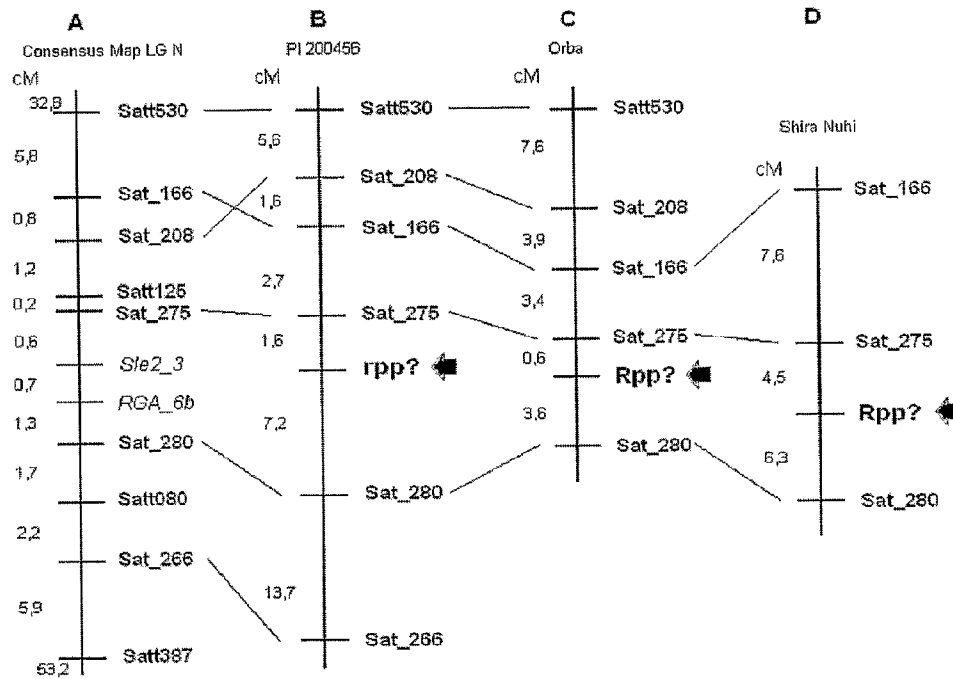 A
Consensus Map LG N
cM
32,9
Satt530
5,8
Sat_166
0,8
Sat_208
1,2
Satt125
0,2
Sat_275
0,6
Sle2_3
0,7
RGA_6b
1,3
Sat_280
1,7
Satt080
2,2
Sat_266
5,9
Satt387
53,2
B
PI 200456
cM
Satt530
5,6
Sat_208
1,6
Sat_166
2,7
Sat_275
1,6
rpp?
7,2
Sat_280
13,7
Sat_266
C
Orba
cM
Satt530
7,6
Sat_208
3,9
Sat_166
3,4
Sat_275
0,6
Rpp?
3,6
Sat_280
D
Shira Nuhi
cM
Sat_166
7,6
Sat_275
4,5
Rpp?
6,3
Sat_280